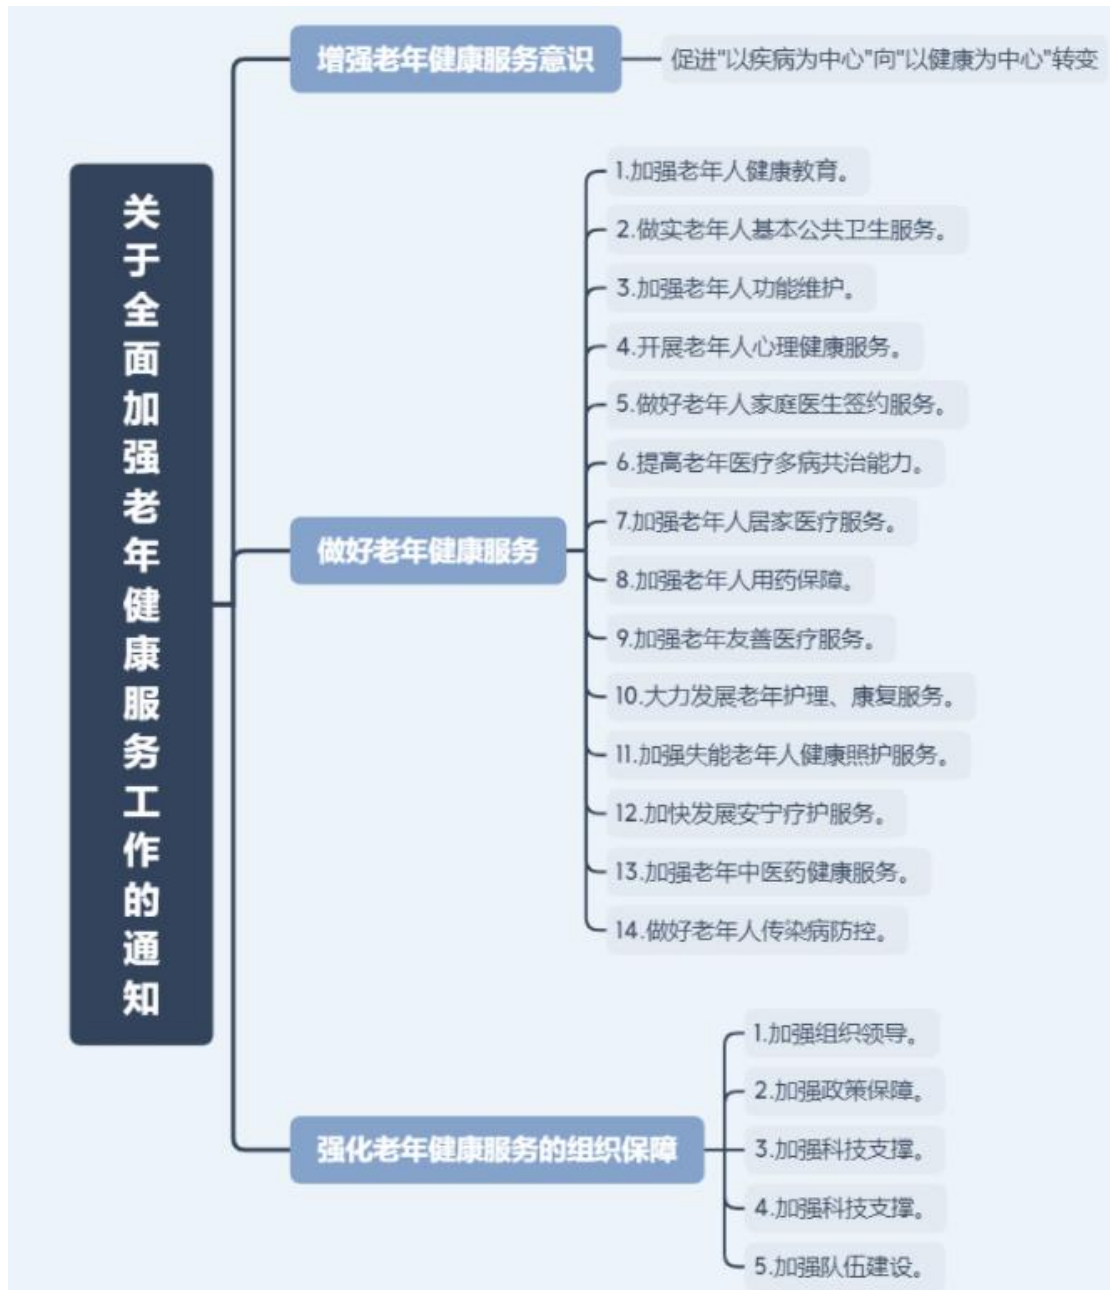 关于全面加强老年健康服务工作的通知
增强老年健康服务意识
促进"以疾病为中心"向"以健康为中心"转变
做好老年健康服务
1.加强老年人健康教育。
2.做实老年人基本公共卫生服务。
3.加强老年人功能维护。
4.开展老年人心理健康服务。
5.做好老年人家庭医生签约服务。
6.提高老年医疗多病共治能力。
7.加强老年人居家医疗服务。
8.加强老年人用药保障。
9.加强老年友善医疗服务。
10.大力发展老年护理、康复服务。
11.加强失能老年人健康照护服务。
12.加快发展安宁疗护服务。
13.加强老年中医药健康服务。
14.做好老年人传染病防控。
强化老年健康服务的组织保障
1.加强组织领导。
2.加强政策保障。
3.加强科技支撑。
4.加强科技支撑。
5.加强队伍建设。